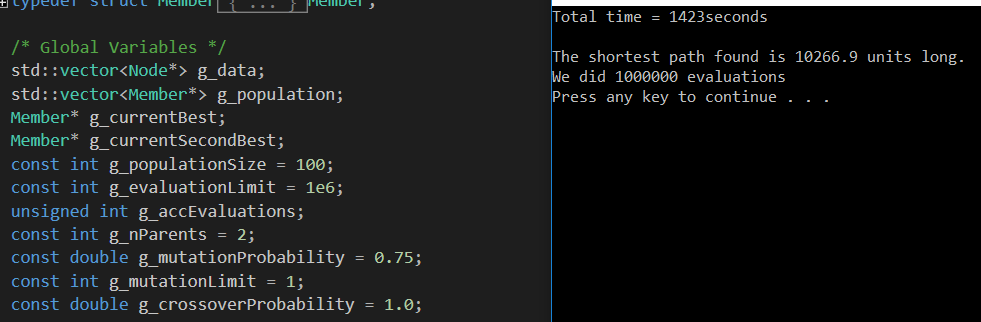 typedef struct Member { ... } Member;
/* Global Variables */
std::vector<Node*> g_data;
std::vector<Member*> g_population;
Member* g_currentBest;
Member* g_currentSecondBest;
const int g_populationSize = 100;
const int g_evaluationLimit = 1e6;
unsigned int g_accEvaluations;
const int g_nParents = 2;
const double g_mutationProbability = 0.75;
const int g_mutationLimit = 1;
const double g_crossoverProbability = 1.0;
Total time = 1423seconds
The shortest path found is 10266.9 units long.
We did 1000000 evaluations
Press any key to continue . . .